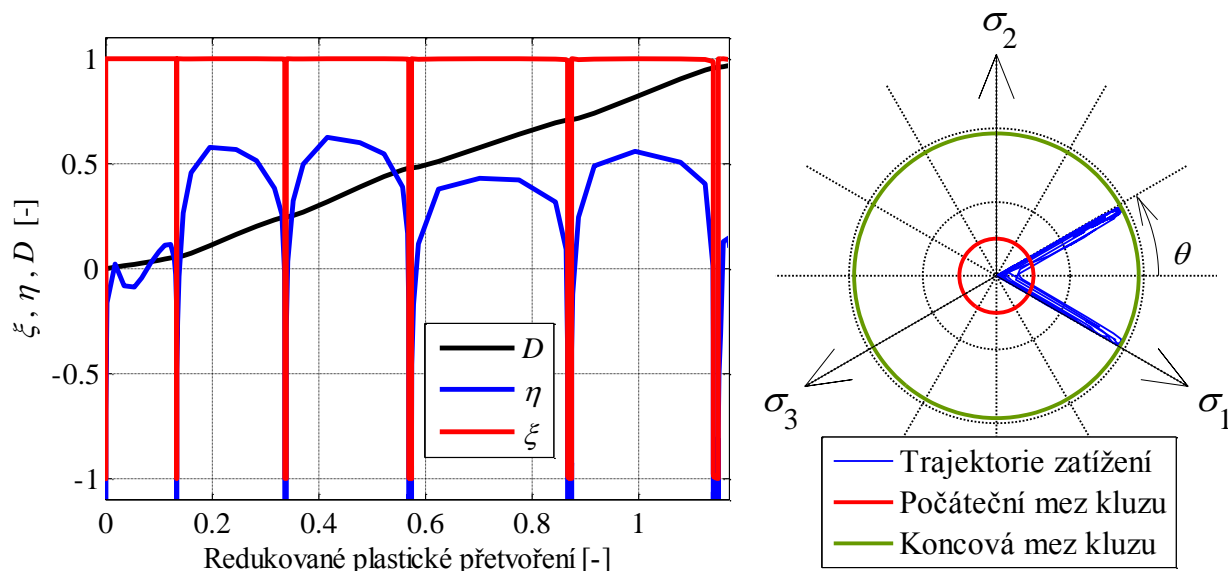 ξ , η , D [-]
1
0.5
0
-0.5
-1
D
η
ξ
0 0.2 0.4 0.6 0.8 1
Redukované plastické přetvoření [-]
σ2
θ
σ3
σ1
Trajektorie zatížení
Počáteční mez kluzu
Koncová mez kluzu